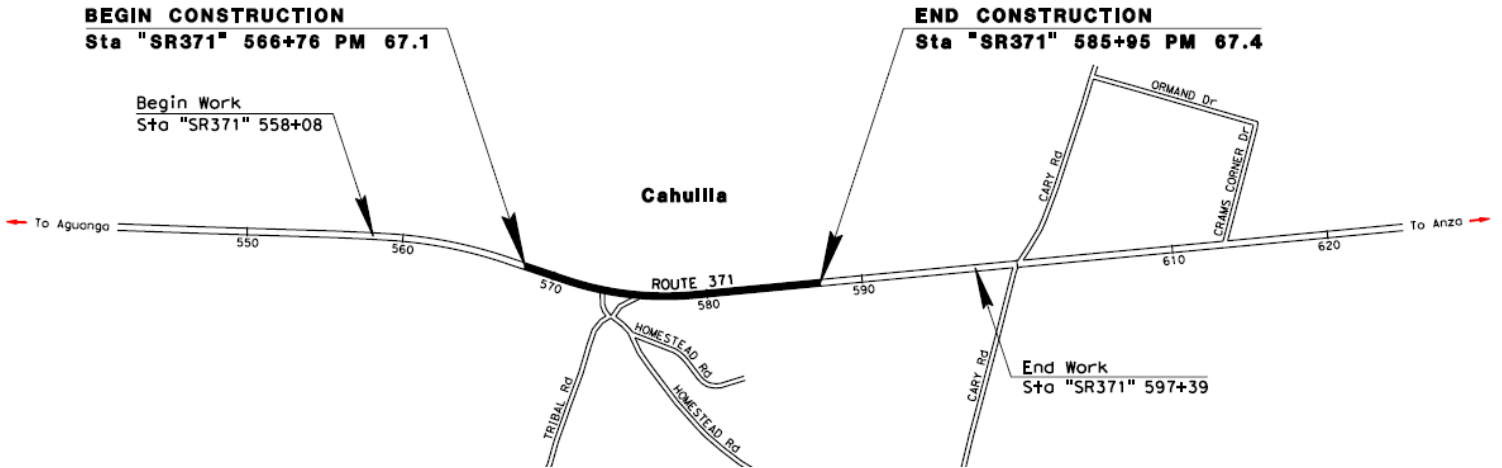 BEGIN CONSTRUCTION
Sta "SR371" 566+76 PM 67.1
END CONSTRUCTION
Sta "SR371" 585+95 PM 67.4
Begin Work
Sta "SR371" 558+08
ORMAND Dr
CARY Rd
CRAMS CORNER Dr
Cahuilla
To Aguanga
To Anza
550
560
570
ROUTE 371
580
590
610
620
HOMESTEAD Rd
TRIBAL Rd
HOMESTEAD Rd
CARY Rd
End Work
Sta "SR371" 597+39